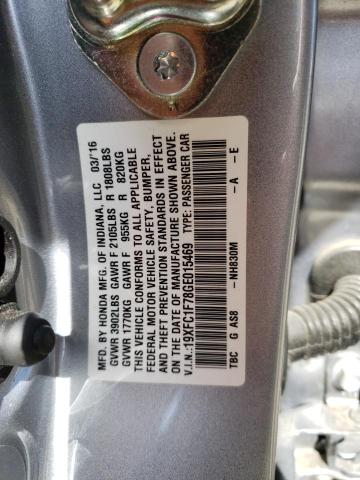 MFD. BY HONDA MFG. OF INDIANA, LLC 03/16
GVWR 3902LBS GAWR F 2105LBS R 1808LBS
GVWR 1770KG GAWR F 955KG R 820KG
THIS VEHICLE CONFORMS TO ALL APPLICABLE
FEDERAL MOTOR VEHICLE SAFETY, BUMPER,
AND THEFT PREVENTION STANDARDS IN EFFECT
ON THE DATE OF MANUFACTURE SHOWN ABOVE.
V.I.N.: 19XFC1F78GE015469 TYPE: PASSENGER CAR
TBC G AS8 - NH830M - A - E